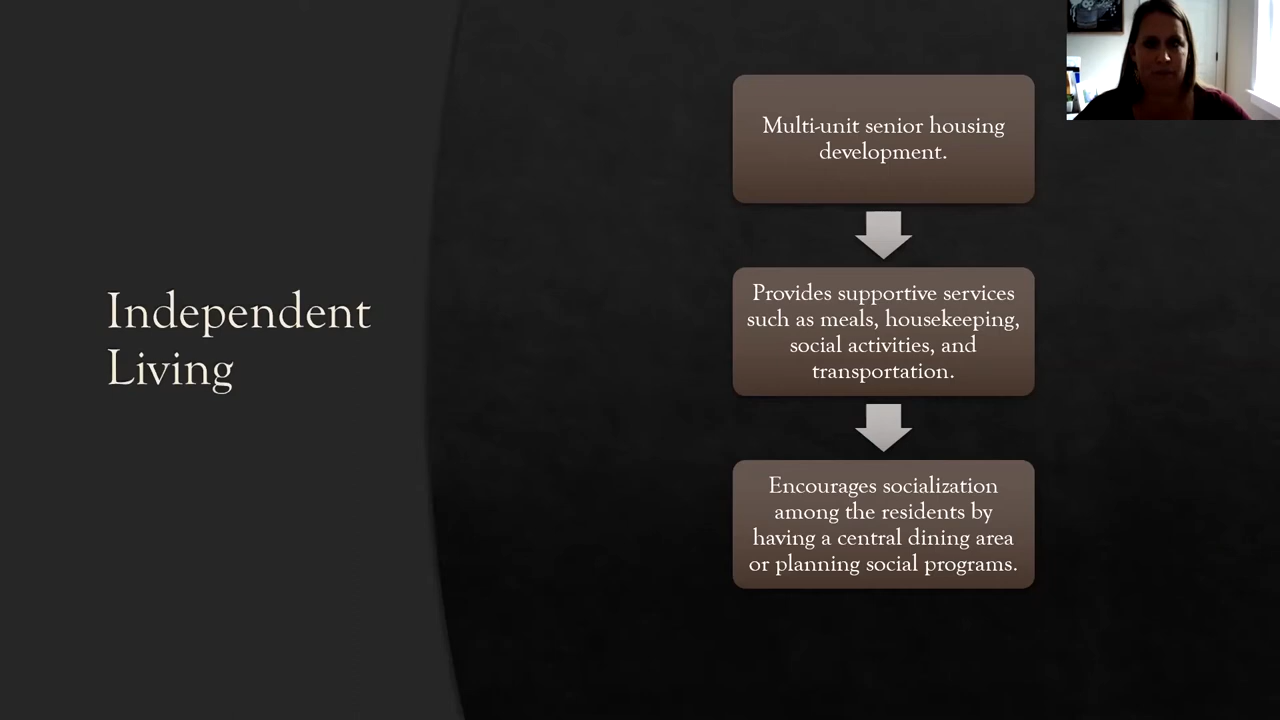 Independent
Living
Multi-unit senior housing
development.
Provides supportive services
such as meals, housekeeping,
social activities, and
transportation.
Encourages socialization
among the residents by
having a central dining area
or planning social programs.